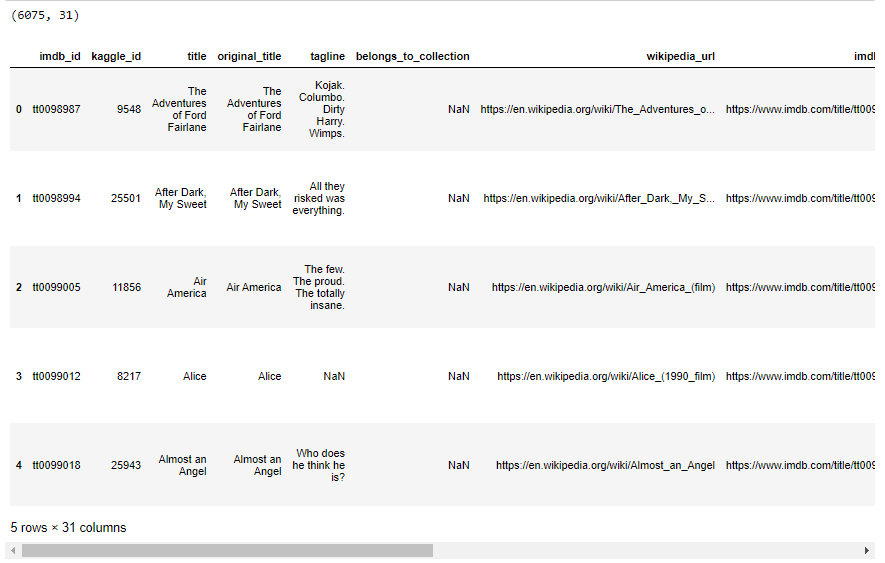 (6075, 31)
imdb_id kaggle_id title original_title tagline belongs_to_collection wikipedia_url imd
0 tt0098987 9548 The Adventures of Ford Fairlane The Adventures of Ford Fairlane Kojak. Columbo. Dirty Harry. Wimps. NaN https://en.wikipedia.org/wiki/The_Adventures_o... https://www.imdb.com/title/tt009
1 tt0098994 25501 After Dark, My Sweet After Dark, My Sweet All they risked was everything. NaN https://en.wikipedia.org/wiki/After_Dark,_My_S... https://www.imdb.com/title/tt009
2 tt0099005 11856 Air America Air America The few. The proud. The totally insane. NaN https://en.wikipedia.org/wiki/Air_America_(film) https://www.imdb.com/title/tt009
3 tt0099012 8217 Alice Alice NaN NaN https://en.wikipedia.org/wiki/Alice_(1990_film) https://www.imdb.com/title/tt009
4 tt0099018 25943 Almost an Angel Almost an Angel Who does he think he is? NaN https://en.wikipedia.org/wiki/Almost_an_Angel https://www.imdb.com/title/tt009
5 rows × 31 columns